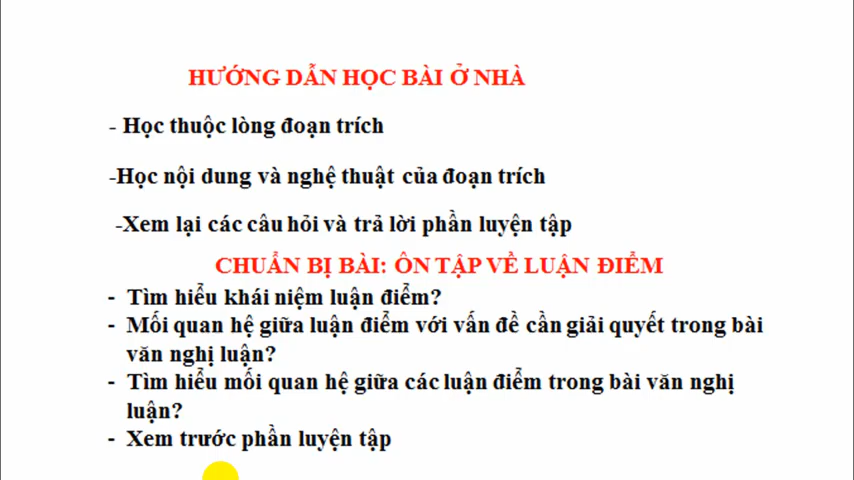 HƯỚNG DẪN HỌC BÀI Ở NHÀ
- Học thuộc lòng đoạn trích
-Học nội dung và nghệ thuật của đoạn trích
-Xem lại các câu hỏi và trả lời phần luyện tập
CHUẨN BỊ BÀI: ÔN TẬP VỀ LUẬN ĐIỂM
- Tìm hiểu khái niệm luận điểm?
- Mối quan hệ giữa luận điểm với vấn đề cần giải quyết trong bài
văn nghị luận?
- Tìm hiểu mối quan hệ giữa các luận điểm trong bài văn nghị
luận?
- Xem trước phần luyện tập